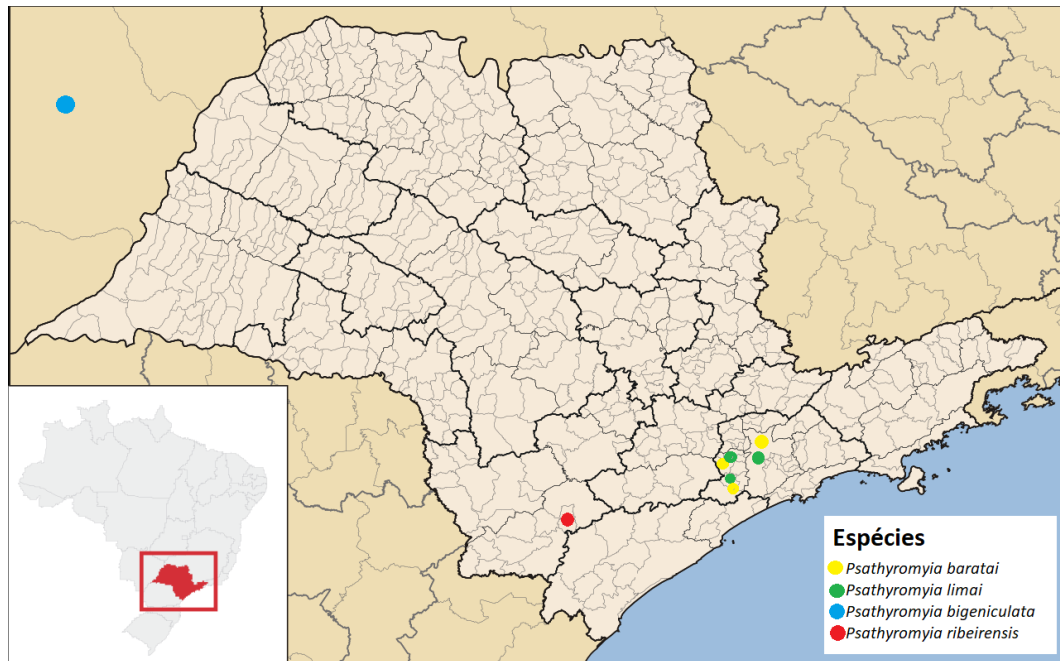 Espécies
Psathyromyia baratai
Psathyromyia limai
Psathyromyia bigeniculata
Psathyromyia ribeirensis